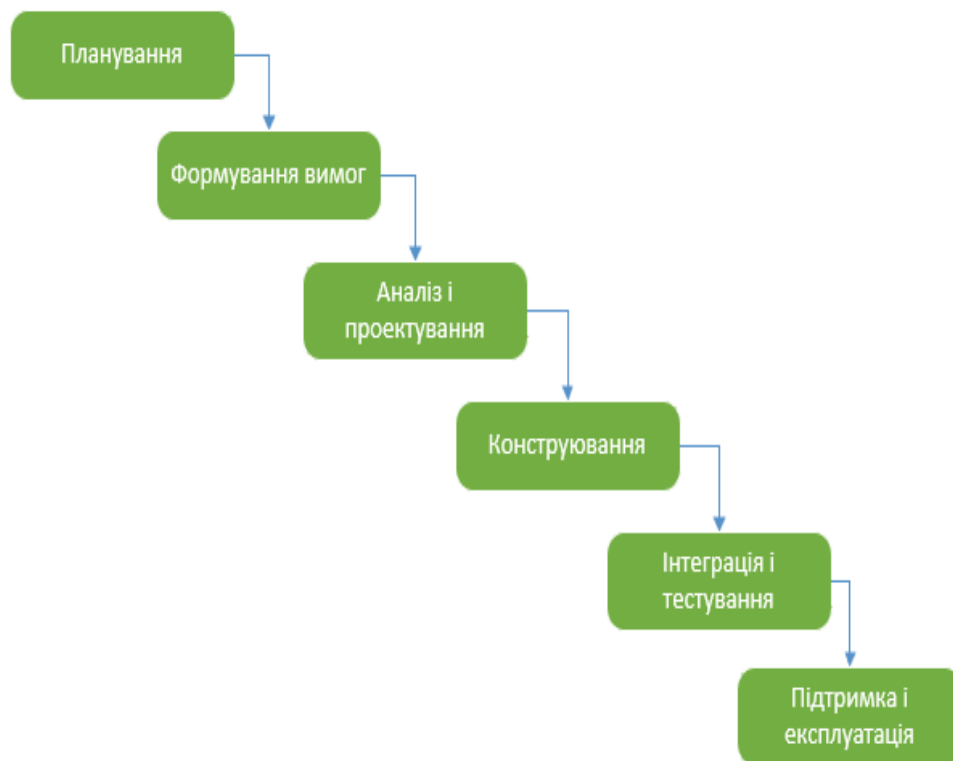 Планування
Формування вимог
Аналіз і
проектування
Конструювання
Інтеграція і
тестування
Підтримка і
експлуатація